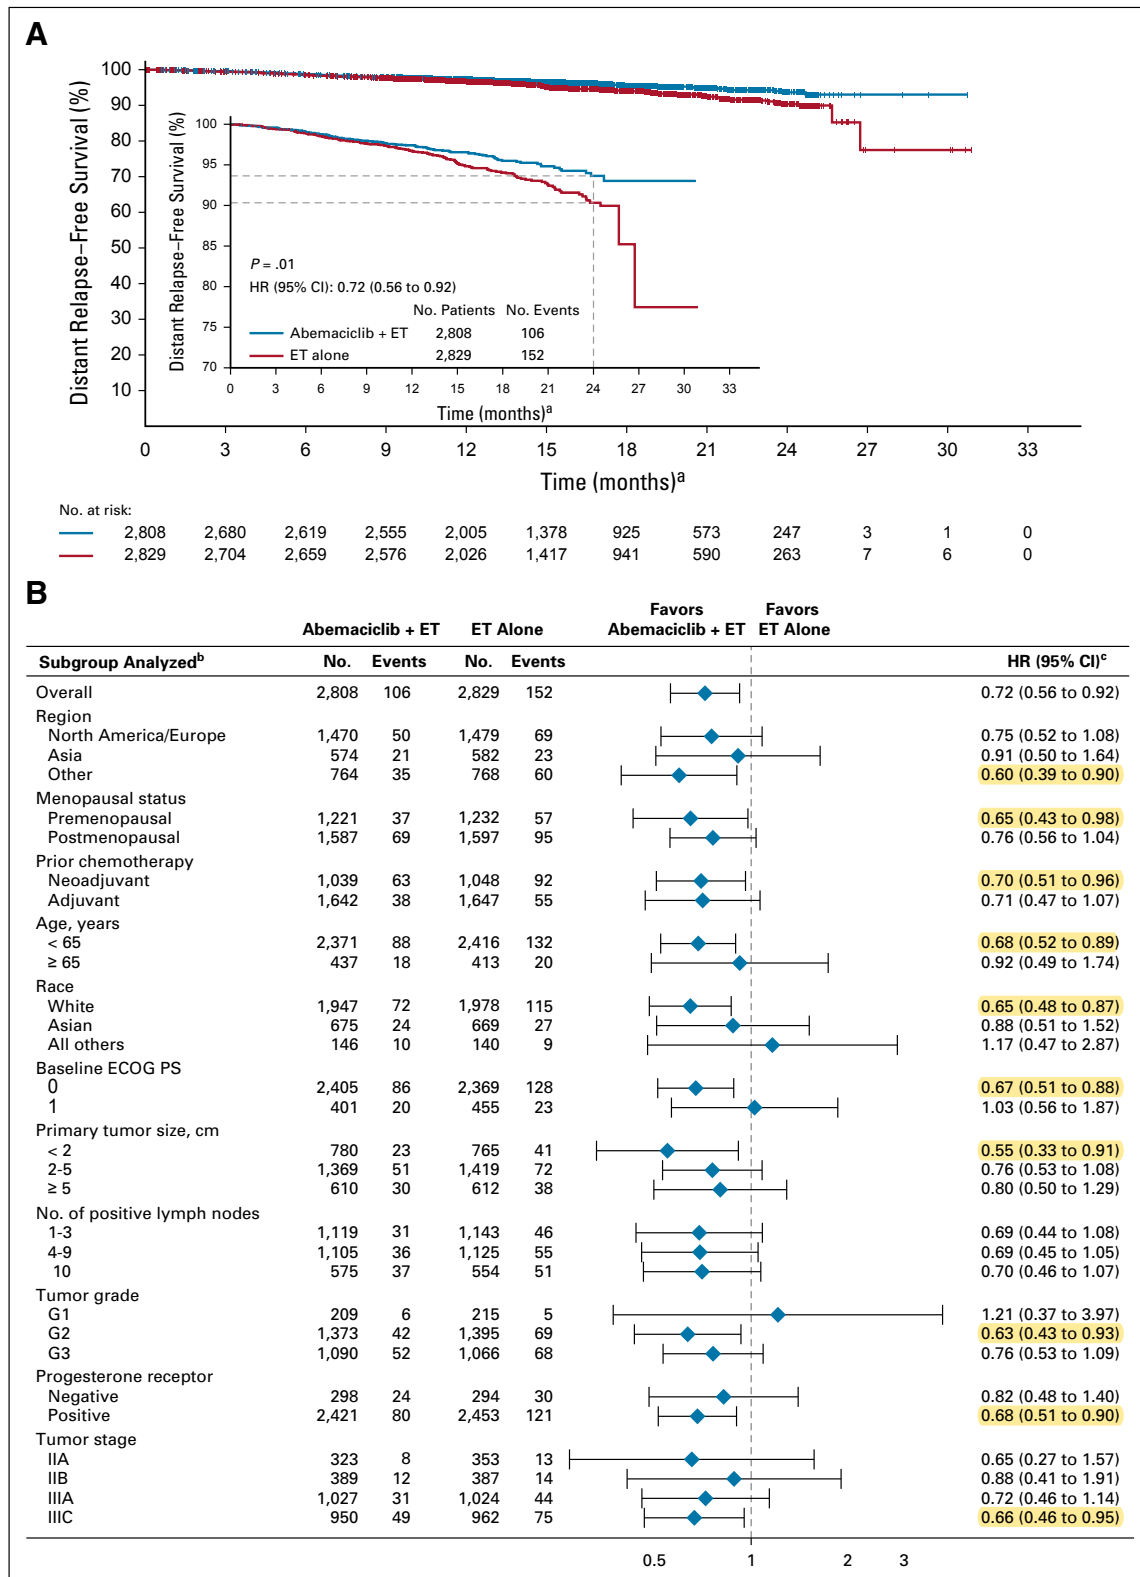 A
Distant Relapse–Free Survival (%)
100
90
80
70
60
50
40
30
20
10
Distant Relapse–Free Survival (%)
100
95
90
85
80
75
70
P = .01
HR (95% CI): 0.72 (0.56 to 0.92)
No. Patients No. Events
Abemaciclib + ET 2,808 106
ET alone 2,829 152
0 3 6 9 12 15 18 21 24 27 30 33
Time (months)a
0 3 6 9 12 15 18 21 24 27 30 33
Time (months)a
No. at risk:
2,808 2,680 2,619 2,555 2,005 1,378 925 573 247 3 1 0
2,829 2,704 2,659 2,576 2,026 1,417 941 590 263 7 6 0
B
Favors Favors
Abemaciclib + ET ET Alone Abemaciclib + ET ET Alone
Subgroup Analyzedb No. Events No. Events HR (95% CI)c
Overall 2,808 106 2,829 152 0.72 (0.56 to 0.92)
Region
North America/Europe 1,470 50 1,479 69 0.75 (0.52 to 1.08)
Asia 574 21 582 23 0.91 (0.50 to 1.64)
Other 764 35 768 60 0.60 (0.39 to 0.90)
Menopausal status
Premenopausal 1,221 37 1,232 57 0.65 (0.43 to 0.98)
Postmenopausal 1,587 69 1,597 95 0.76 (0.56 to 1.04)
Prior chemotherapy
Neoadjuvant 1,039 63 1,048 92 0.70 (0.51 to 0.96)
Adjuvant 1,642 38 1,647 55 0.71 (0.47 to 1.07)
Age, years
< 65 2,371 88 2,416 132 0.68 (0.52 to 0.89)
≥ 65 437 18 413 20 0.92 (0.49 to 1.74)
Race
White 1,947 72 1,978 115 0.65 (0.48 to 0.87)
Asian 675 24 669 27 0.88 (0.51 to 1.52)
All others 146 10 140 9 1.17 (0.47 to 2.87)
Baseline ECOG PS
0 2,405 86 2,369 128 0.67 (0.51 to 0.88)
1 401 20 455 23 1.03 (0.56 to 1.87)
Primary tumor size, cm
< 2 780 23 765 41 0.55 (0.33 to 0.91)
2-5 1,369 51 1,419 72 0.76 (0.53 to 1.08)
≥ 5 610 30 612 38 0.80 (0.50 to 1.29)
No. of positive lymph nodes
1-3 1,119 31 1,143 46 0.69 (0.44 to 1.08)
4-9 1,105 36 1,125 55 0.69 (0.45 to 1.05)
10 575 37 554 51 0.70 (0.46 to 1.07)
Tumor grade
G1 209 6 215 5 1.21 (0.37 to 3.97)
G2 1,373 42 1,395 69 0.63 (0.43 to 0.93)
G3 1,090 52 1,066 68 0.76 (0.53 to 1.09)
Progesterone receptor
Negative 298 24 294 30 0.82 (0.48 to 1.40)
Positive 2,421 80 2,453 121 0.68 (0.51 to 0.90)
Tumor stage
IIA 323 8 353 13 0.65 (0.27 to 1.57)
IIB 389 12 387 14 0.88 (0.41 to 1.91)
IIIA 1,027 31 1,024 44 0.72 (0.46 to 1.14)
IIIC 950 49 962 75 0.66 (0.46 to 0.95)
0.5 1 2 3